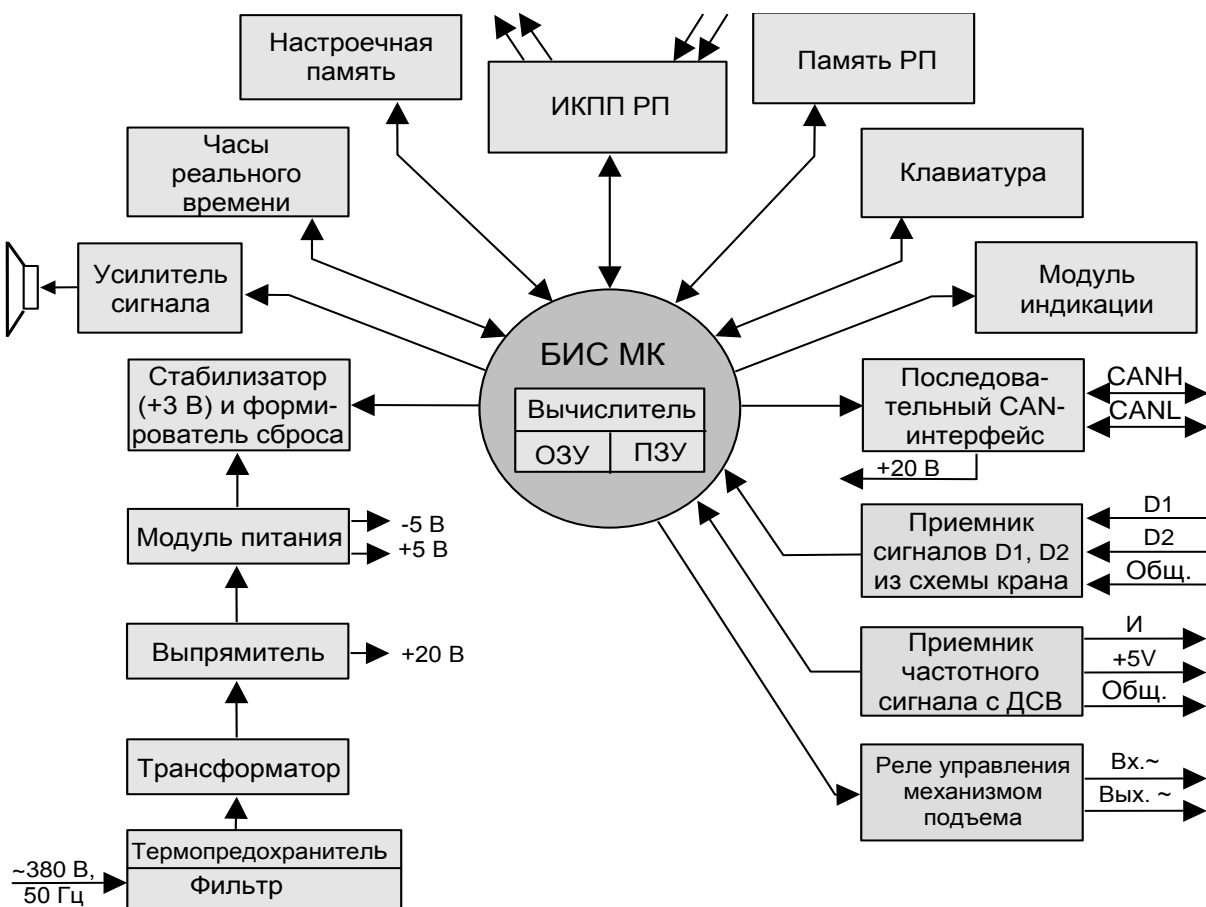 Настроечная
память
ИКПП РП
Память РП
Часы
реального
времени
Клавиатура
Усилитель
сигнала
Модуль
индикации
БИС МК
Вычислитель
ОЗУ
ПЗУ
Стабилизатор
(+3 В) и форми-
рователь сброса
Последова-
тельный CAN-
интерфейс
CANH
CANL
+20 В
Модуль питания
-5 В
+5 В
Приемник
сигналов D1, D2
из схемы крана
D1
D2
Общ.
Выпрямитель
+20 В
Приемник
частотного
сигнала с ДСВ
И
+5V
Общ.
Трансформатор
Реле управления
механизмом
подъема
Вх.~
Вых. ~
Термопредохранитель
Фильтр
~380 В,
50 Гц